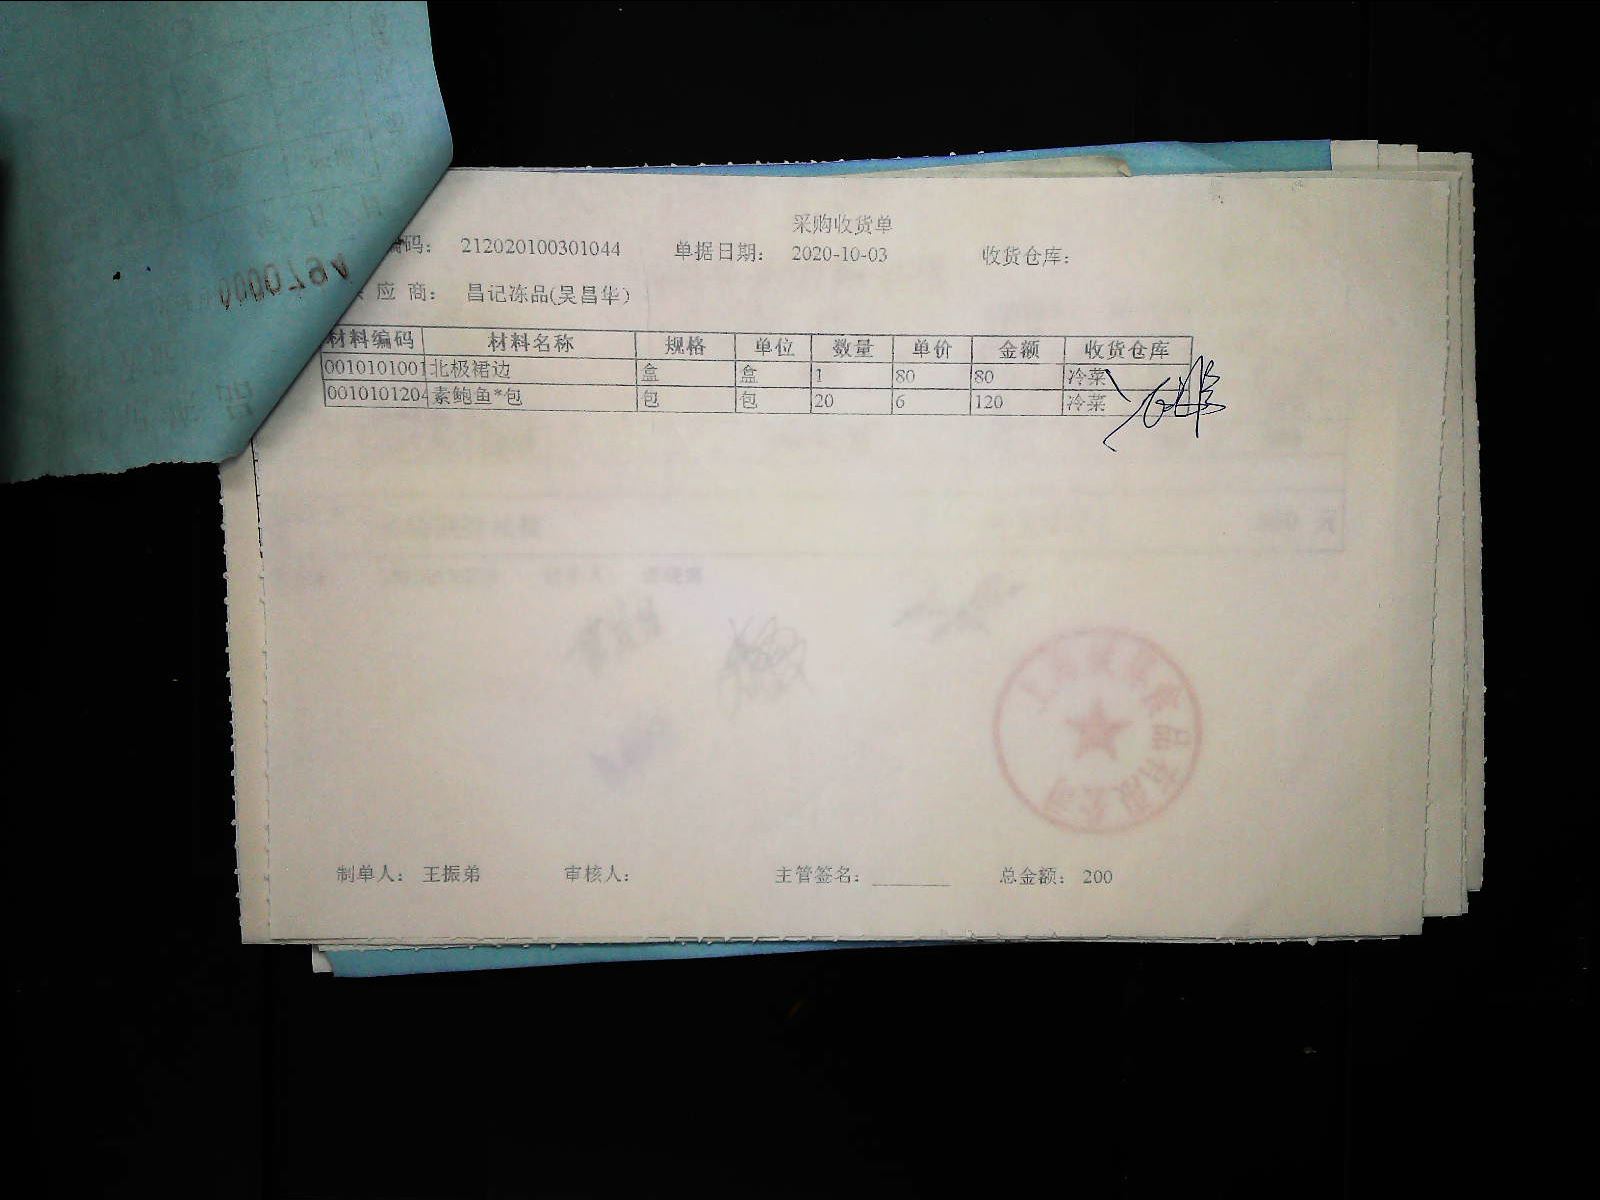 采购收货单
编码： 212020100301044 单据日期： 2020-10-03 收货仓库：
应 商： 昌记冻品(吴昌华)
材料编码 材料名称 规格 单位 数量 单价 金额 收货仓库
0010101001 北极裙边 盒 盒 1 80 80 冷菜
0010101204 素鲍鱼*包 包 包 20 6 120 冷菜
制单人： 王振弟 审核人： 主管签名： 总金额： 200